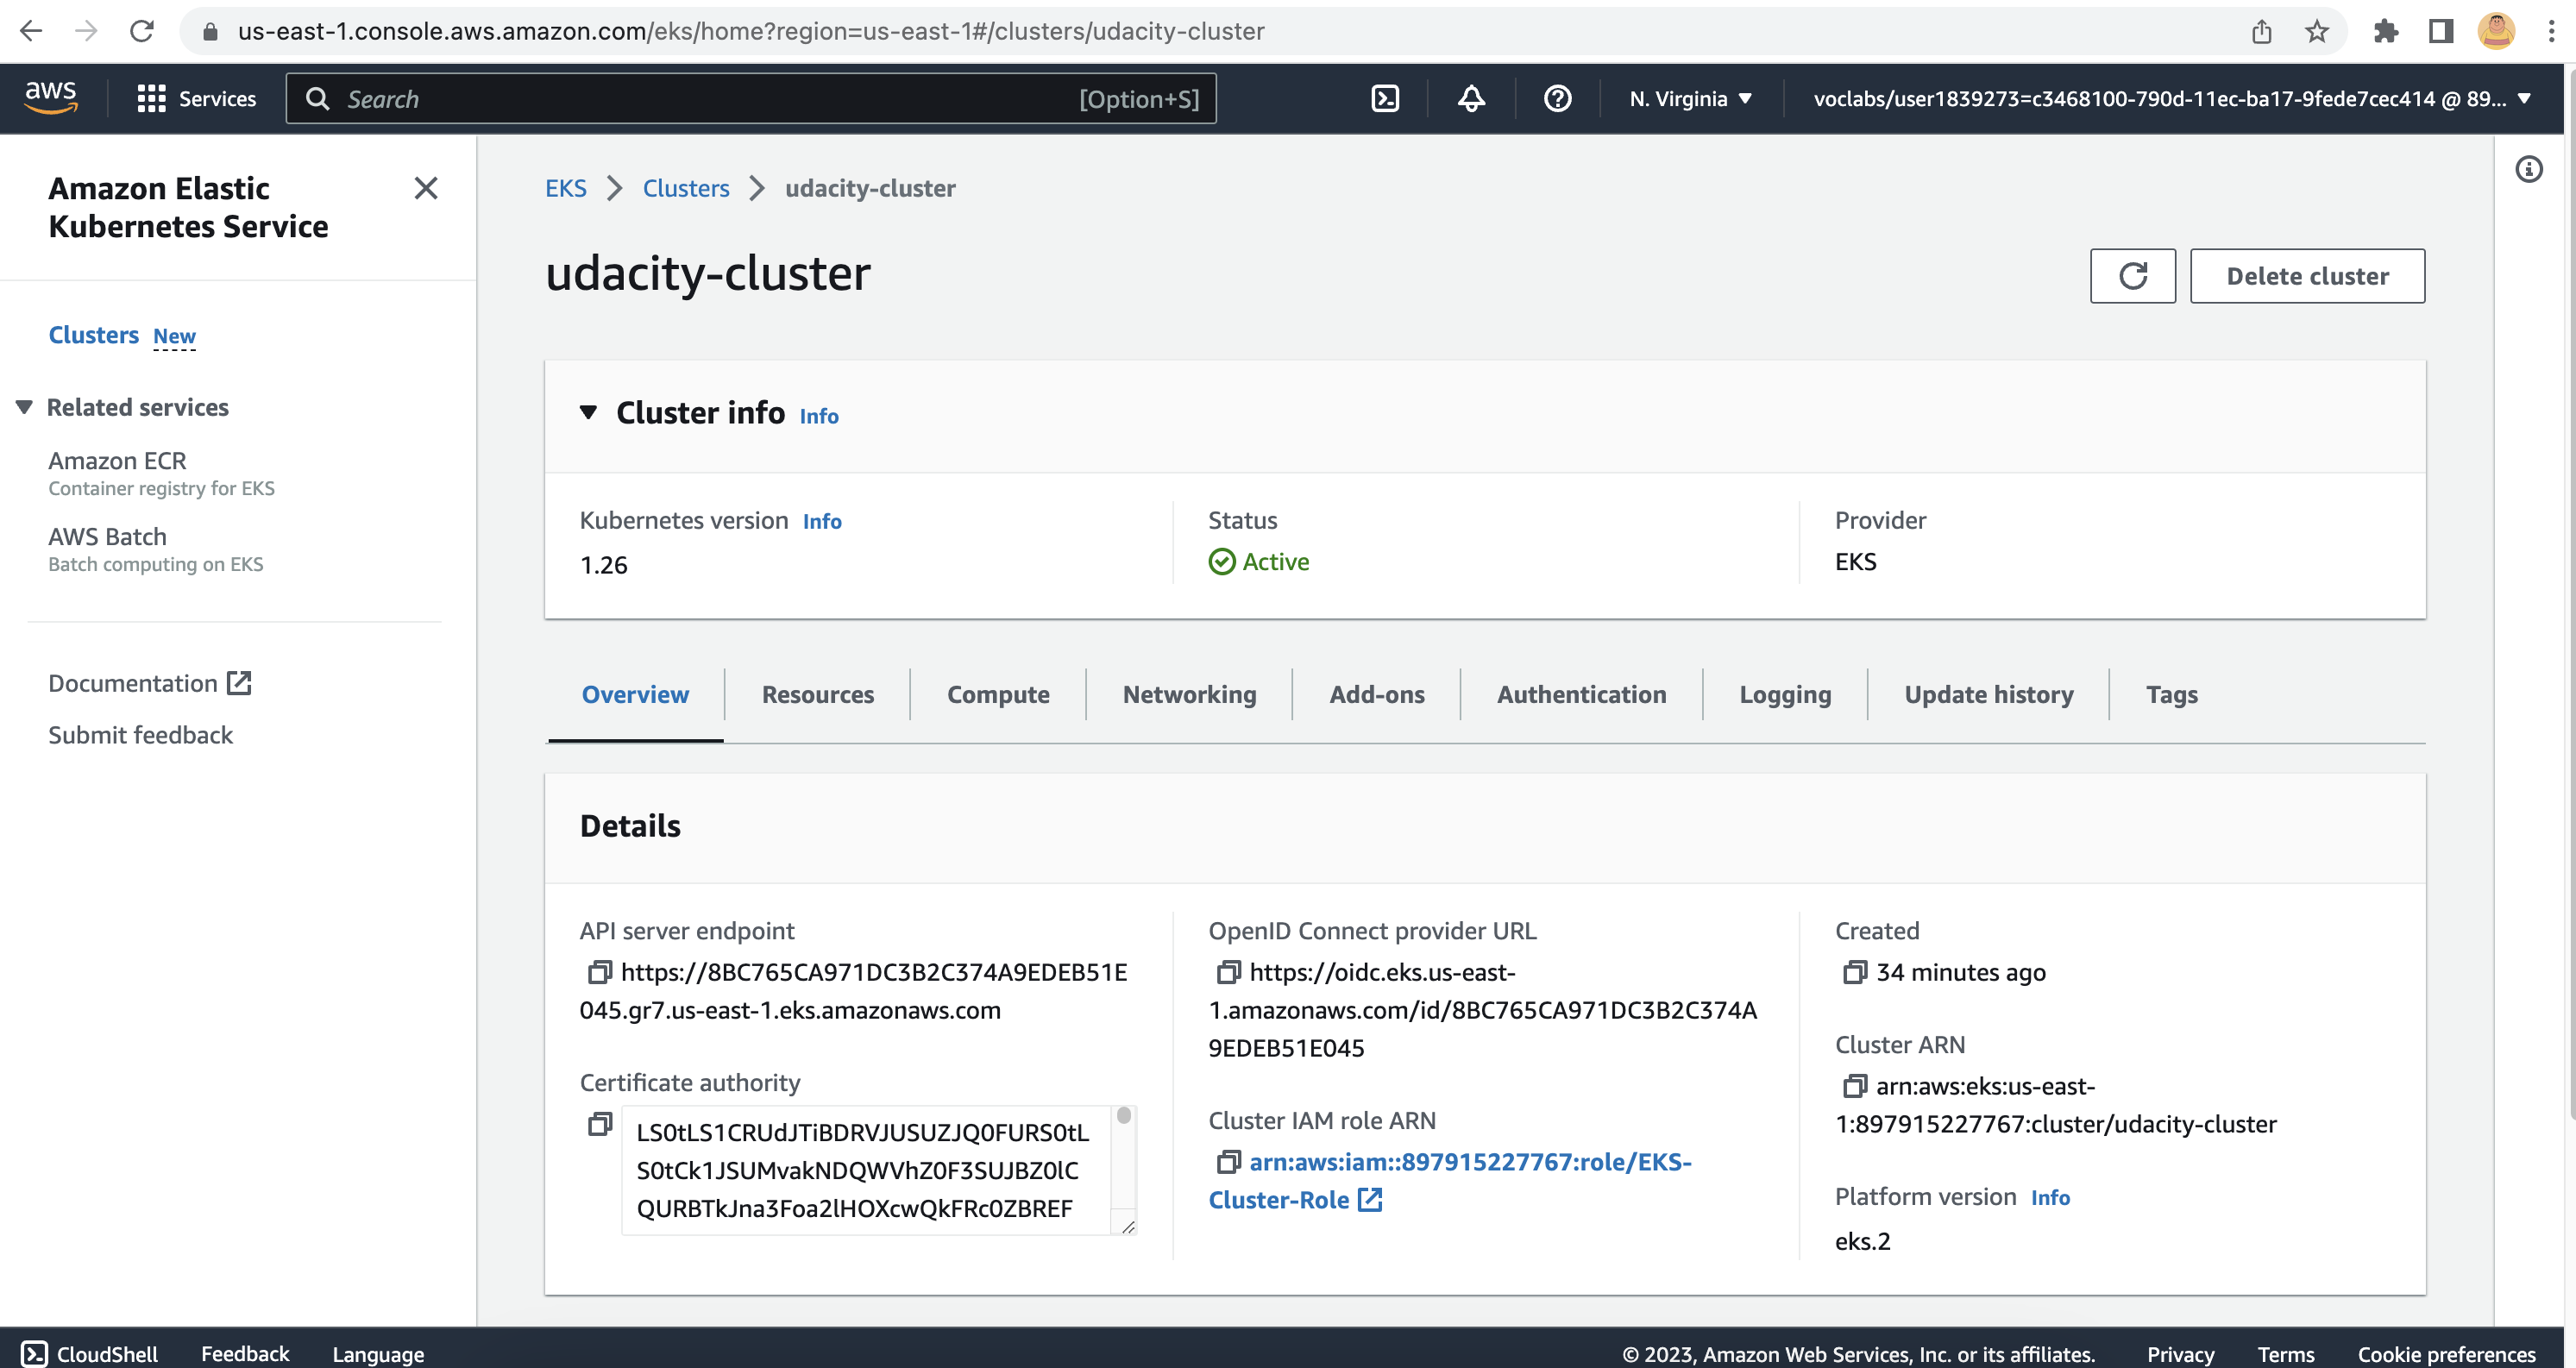 us-east-1.console.aws.amazon.com/eks/home?region=us-east-1#/clusters/udacity-cluster
aws
Services
Search
[Option+S]
N. Virginia
voclabs/user1839273=c3468100-790d-11ec-ba17-9fede7cec414 @ 89...
Amazon Elastic
Kubernetes Service
Clusters New
Related services
Amazon ECR
Container registry for EKS
AWS Batch
Batch computing on EKS
Documentation
Submit feedback
EKS
Clusters
udacity-cluster
udacity-cluster
Delete cluster
Cluster info Info
Kubernetes version Info
1.26
Status
Active
Provider
EKS
Overview
Resources
Compute
Networking
Add-ons
Authentication
Logging
Update history
Tags
Details
API server endpoint
https://8BC765CA971DC3B2C374A9EDEB51E
045.gr7.us-east-1.eks.amazonaws.com
Certificate authority
LS0tLS1CRUdJTiBDRVJUSUZJQ0FURS0tL
S0tCk1JSUMvakNDQWVhZ0F3SUJBZ0lC
QURBTkJna3Foa2lHOXcwQkFRc0ZBREF
OpenID Connect provider URL
https://oidc.eks.us-east-
1.amazonaws.com/id/8BC765CA971DC3B2C374A
9EDEB51E045
Cluster IAM role ARN
arn:aws:iam::897915227767:role/EKS-
Cluster-Role
Created
34 minutes ago
Cluster ARN
arn:aws:eks:us-east-
1:897915227767:cluster/udacity-cluster
Platform version Info
eks.2
CloudShell
Feedback
Language
© 2023, Amazon Web Services, Inc. or its affiliates.
Privacy
Terms
Cookie preferences